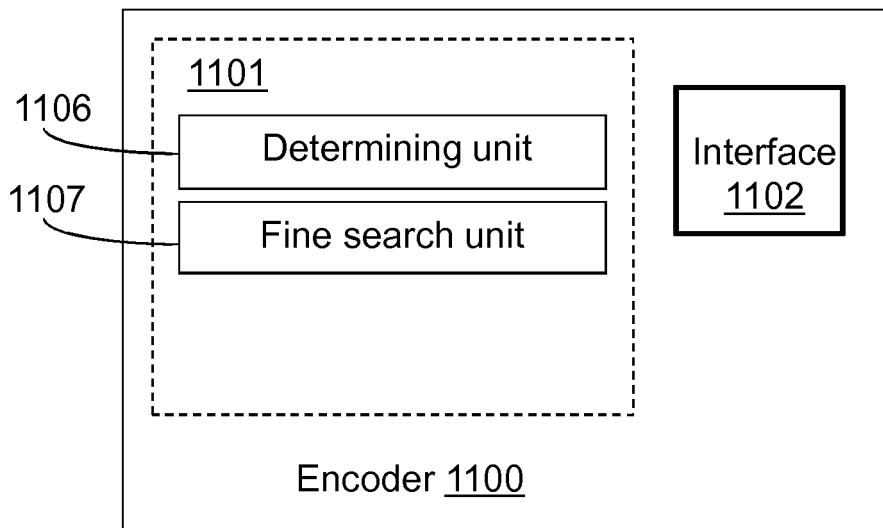 1101
1106
Determining unit
Interface
1102
1107
Fine search unit
Encoder 1100